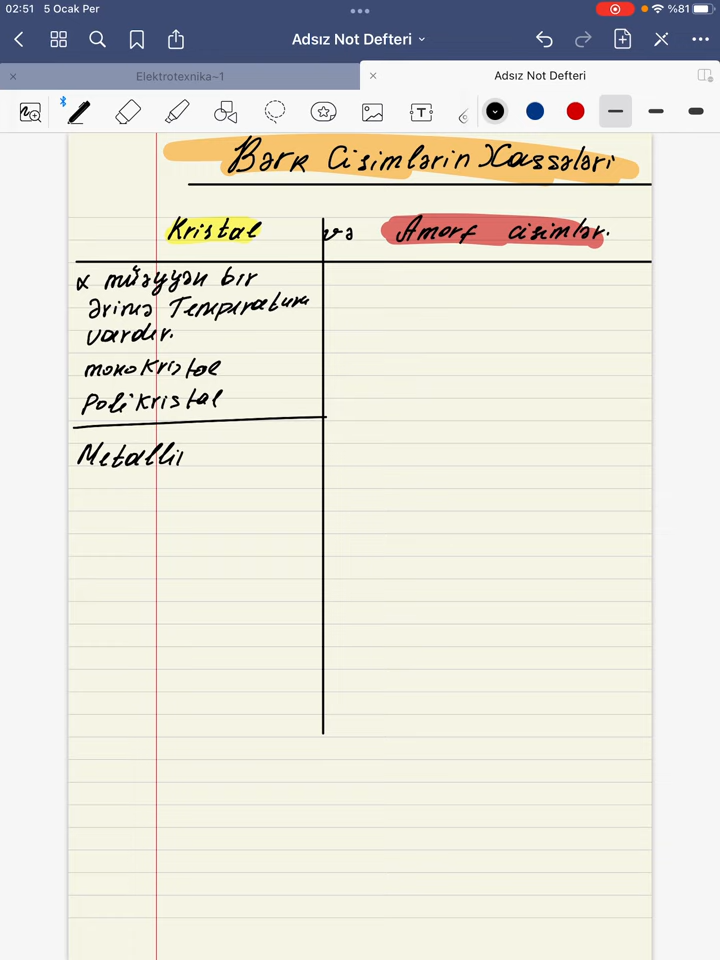 02:51 5 Ocak Per %81
Adsız Not Defteri
Elektrotexnika~1 Adsız Not Defteri
T
Bərk Cisimlərin Xassələri
Kristal və Amorf cisimlər.
müəyyən bir
Ərimə Temperaturu
vardır.
monokristal
Polikristal
Metallir